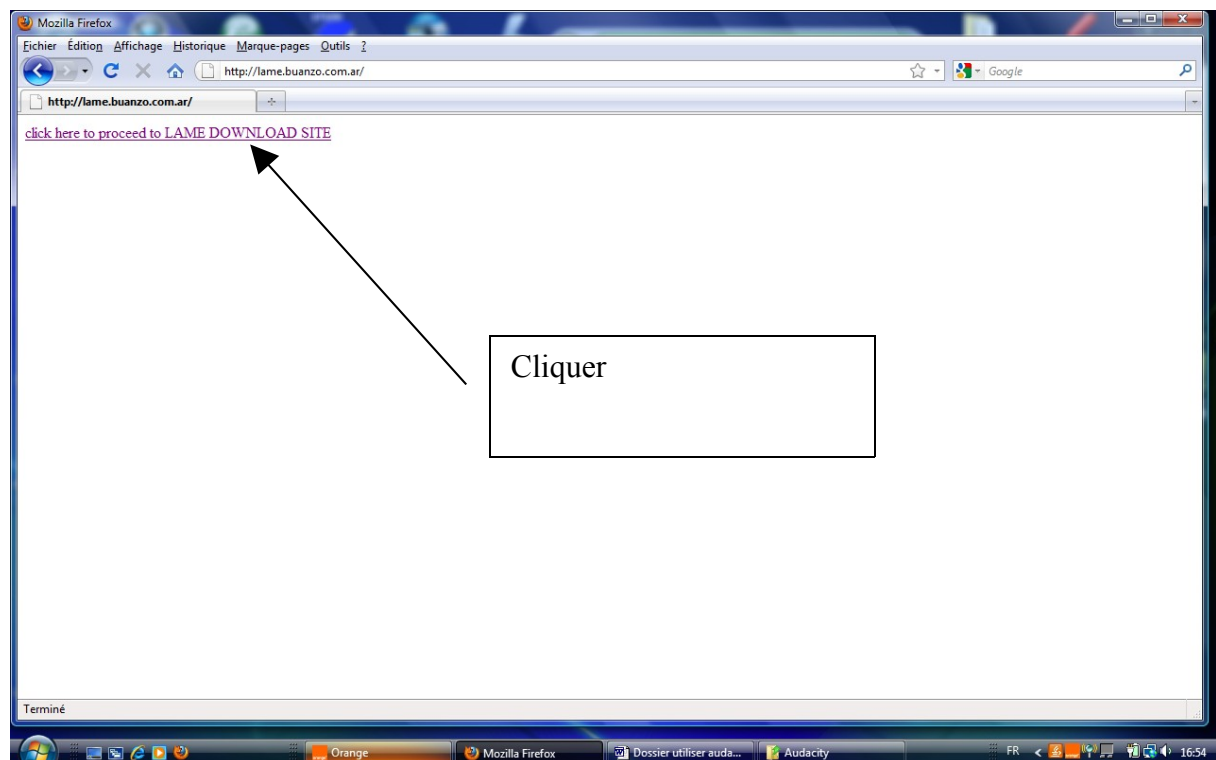 Mozilla Firefox
Fichier Édition Affichage Historique Marque-pages Outils ?
http://lame.buanzo.com.ar/
Google
http://lame.buanzo.com.ar/
click here to proceed to LAME DOWNLOAD SITE
Cliquer
Terminé
Orange
Mozilla Firefox
Dossier utiliser auda...
Audacity
FR
16:54